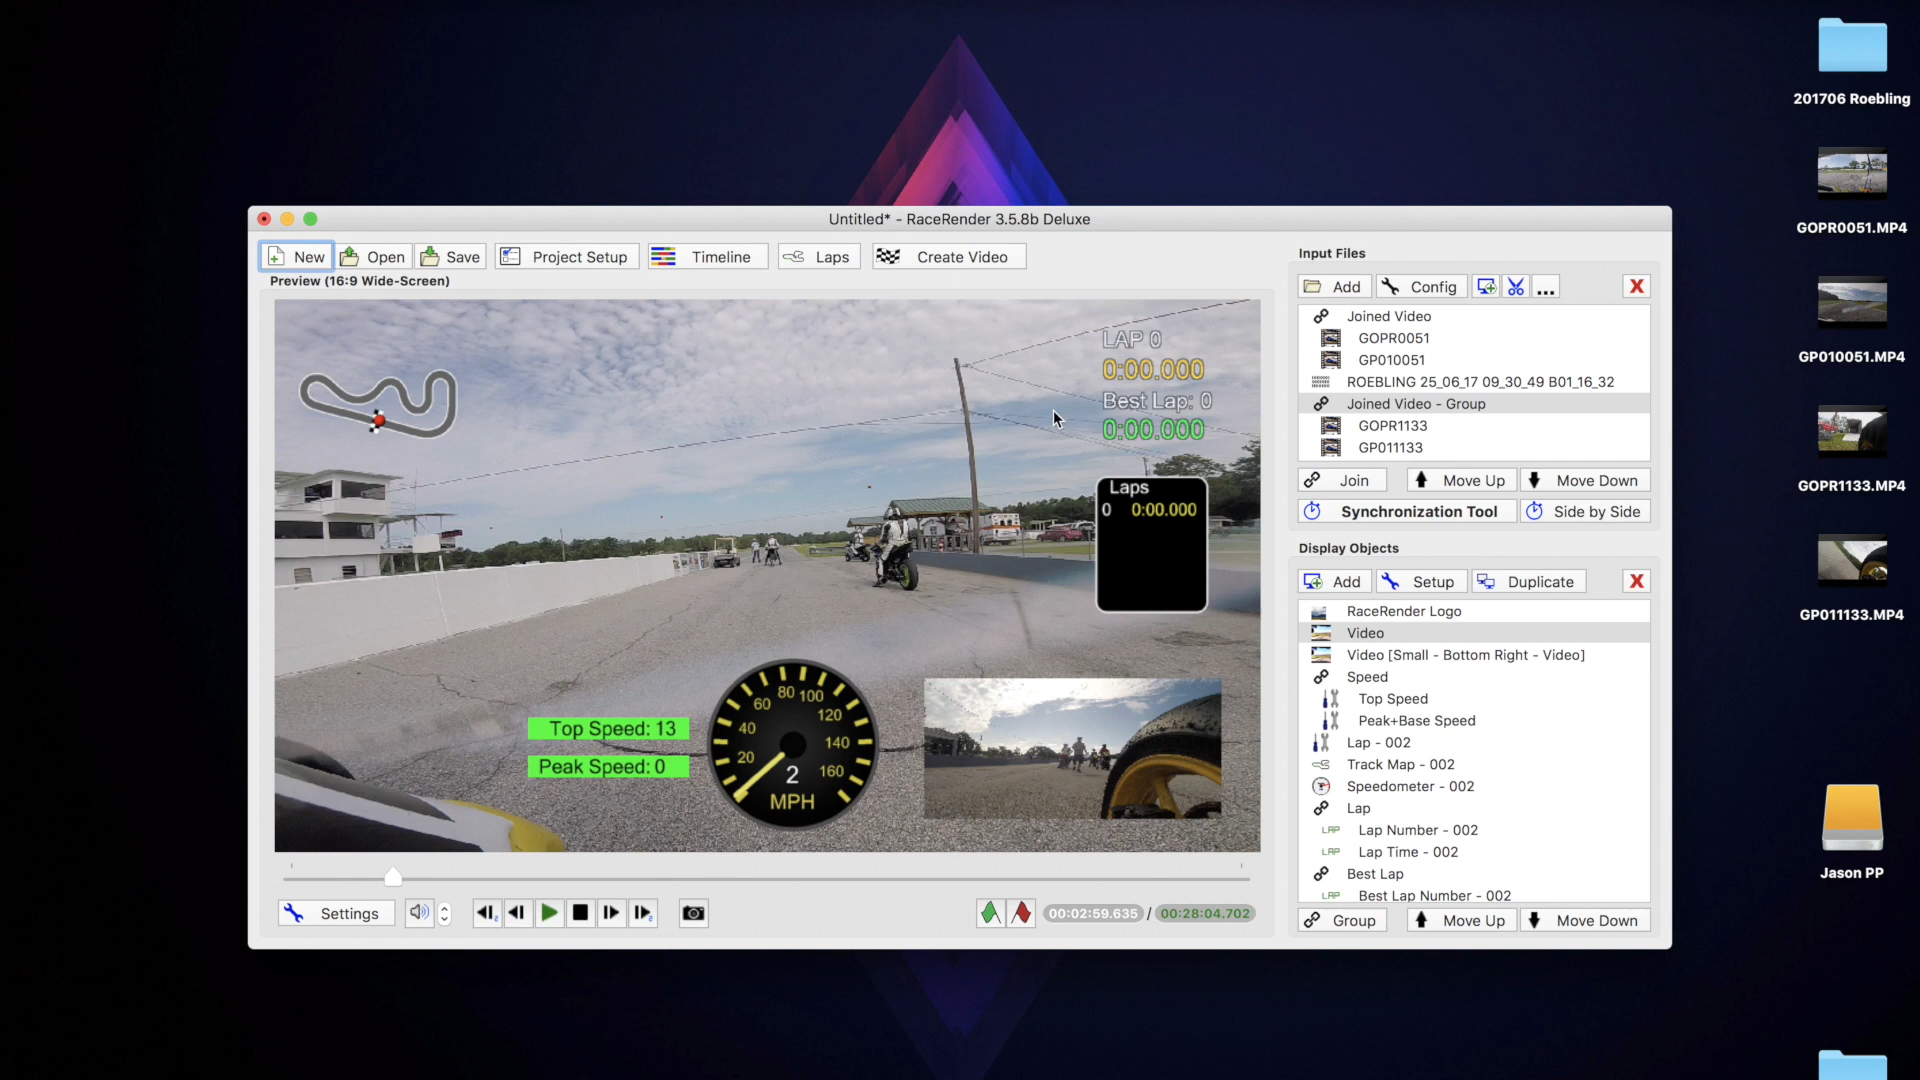 Untitled* - RaceRender 3.5.8b Deluxe
New Open Save Project Setup Timeline Laps Create Video
Preview (16:9 Wide-Screen)
LAP 0
0:00.000
Best Lap: 0
0:00.000
Laps
0 0:00.000
Top Speed: 13
Peak Speed: 0
20 40 60 80 100 120 140 160
2
MPH
Settings
00:02:59.635 / 00:28:04.702
Input Files
Add Config ...
X
Joined Video
GOPR0051
GP010051
ROEBLING 25_06_17 09_30_49 B01_16_32
Joined Video - Group
GOPR1133
GP011133
Join Move Up Move Down
Synchronization Tool Side by Side
Display Objects
Add Setup Duplicate X
RaceRender Logo
Video
Video [Small - Bottom Right - Video]
Speed
Top Speed
Peak+Base Speed
Lap - 002
Track Map - 002
Speedometer - 002
Lap
LAP Lap Number - 002
LAP Lap Time - 002
Best Lap
LAP Best Lap Number - 002
Group Move Up Move Down
201706 Roebling
GOPR0051.MP4
GP010051.MP4
GOPR1133.MP4
GP011133.MP4
Jason PP